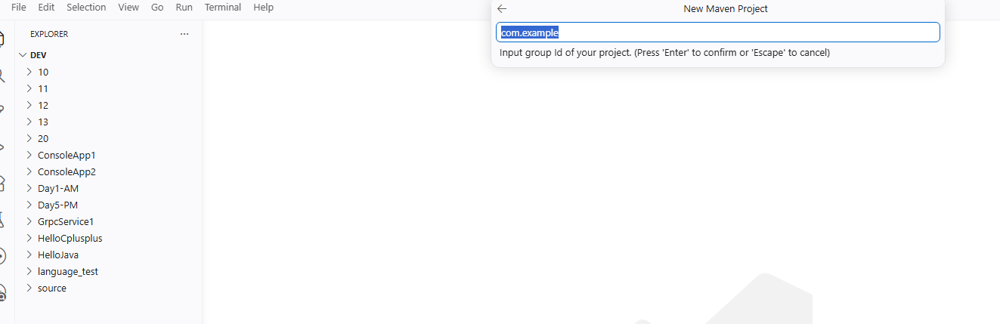 File Edit Selection View Go Run Terminal Help
New Maven Project
com.example
Input group Id of your project. (Press 'Enter' to confirm or 'Escape' to cancel)
EXPLORER
DEV
10
11
12
13
20
ConsoleApp1
ConsoleApp2
Day1-AM
Day5-PM
GrpcService1
HelloCplusplus
HelloJava
language_test
source